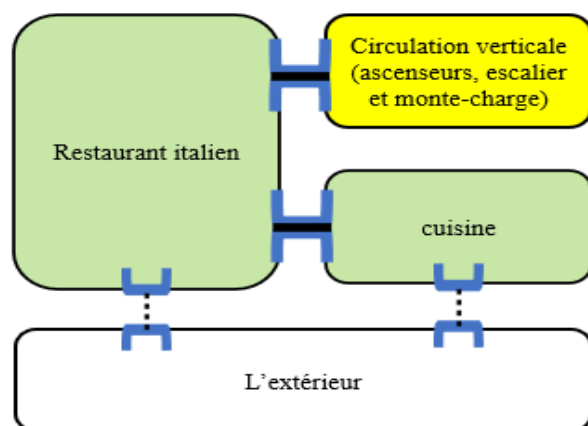 Circulation verticale
(ascenseurs, escalier
et monte-charge)
Restaurant italien
cuisine
L’extérieur